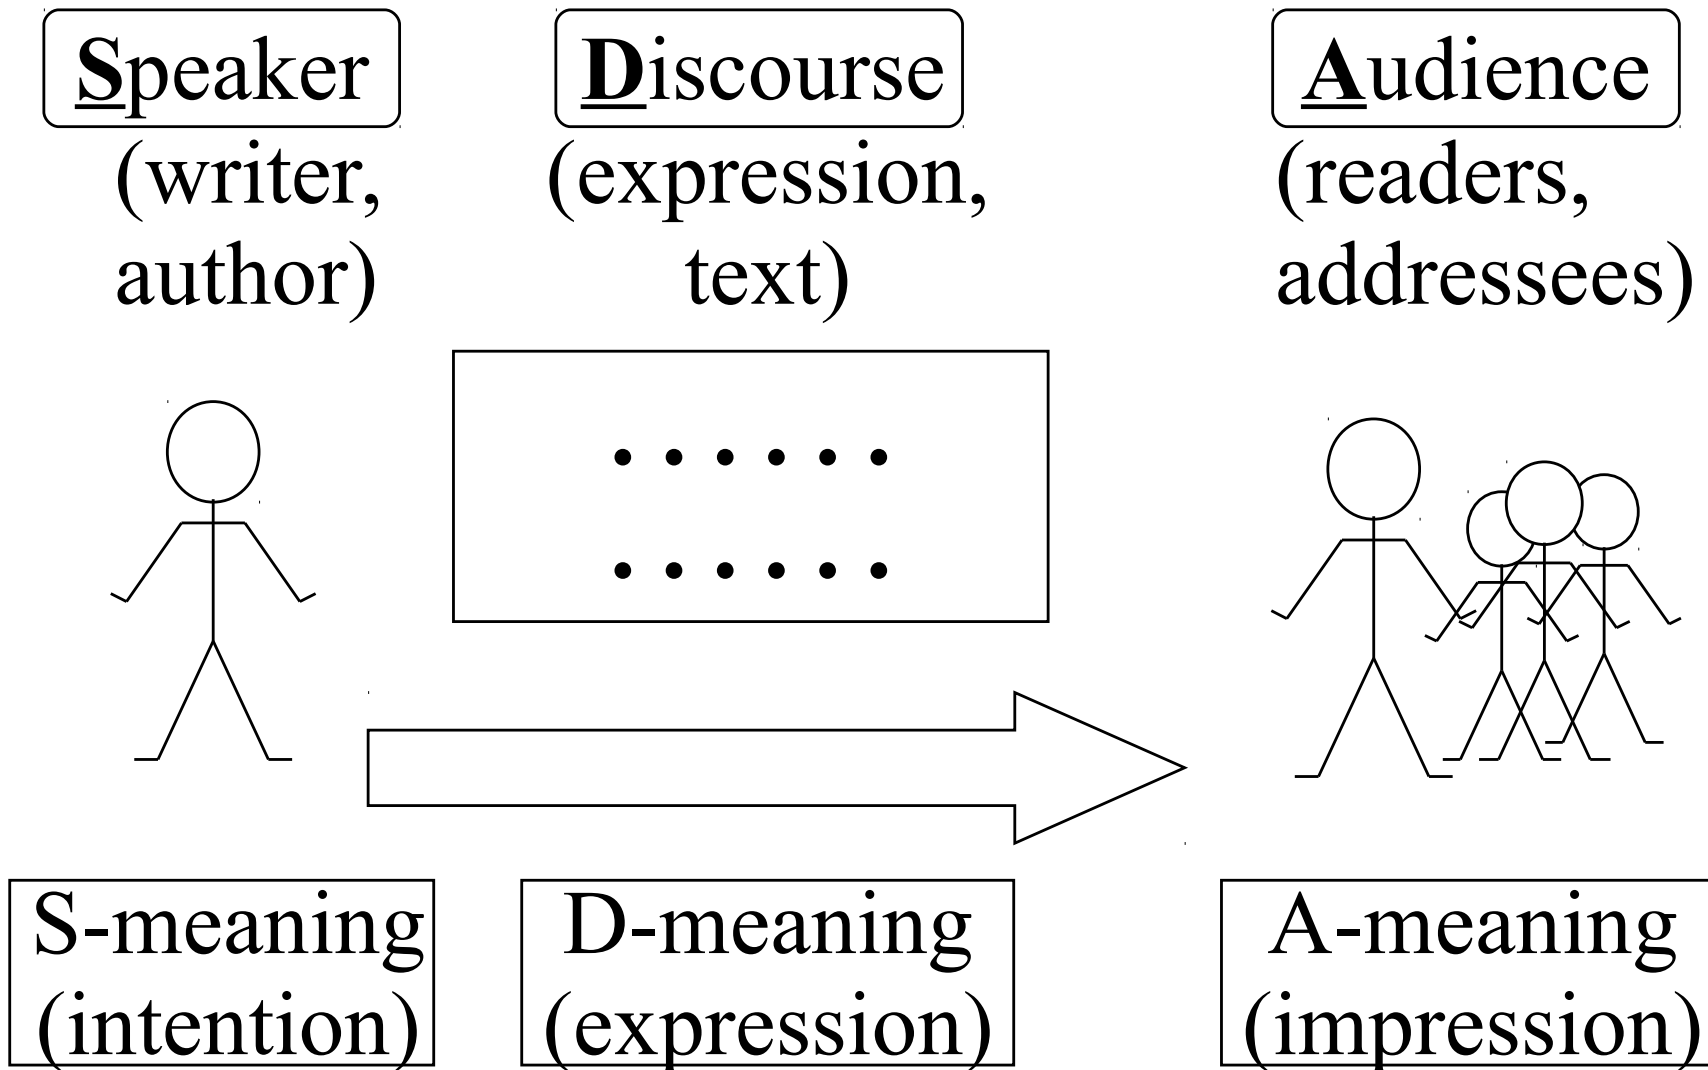 Speaker
(writer,
author)
Discourse
(expression,
text)
Audience
(readers,
addressees)
. . . . . .
. . . . . .
S-meaning
(intention)
D-meaning
(expression)
A-meaning
(impression)